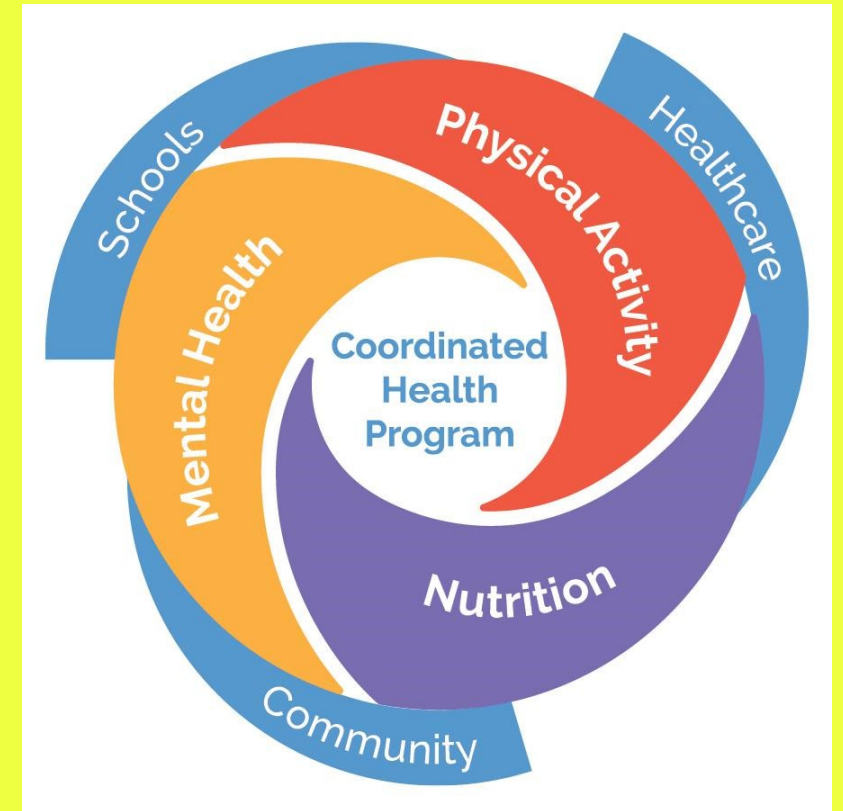 Schools
Healthcare
Physical Activity
Mental Health
Coordinated
Health
Program
Nutrition
Community